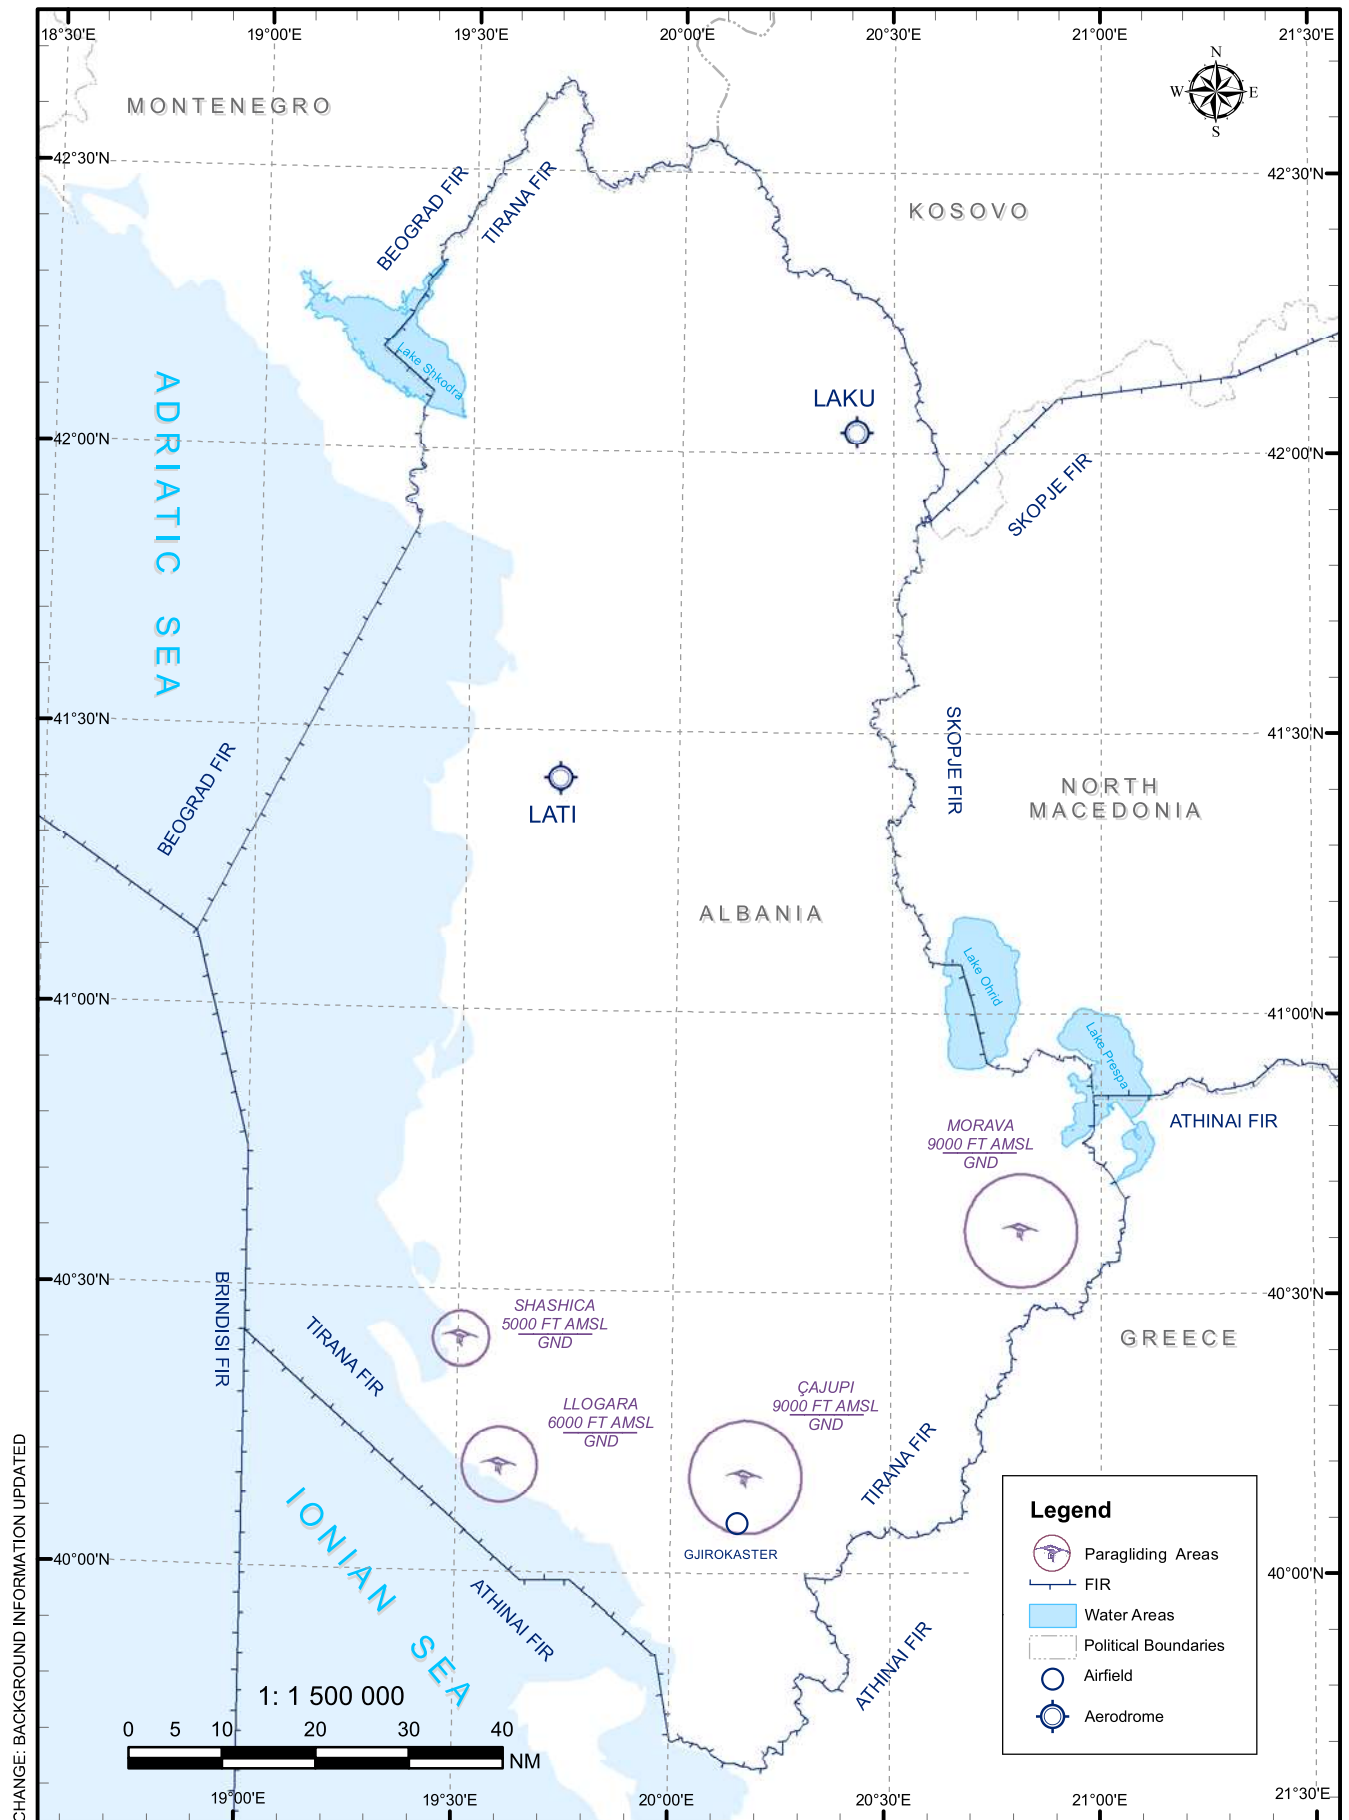 18°30'E
19°00'E
19°30'E
20°00'E
20°30'E
21°00'E
21°30'E
N
W
E
S
MONTENEGRO
42°30'N
42°30'N
BEOGRAD FIR
TIRANA FIR
KOSOVO
Lake Shkodra
ADRIATIC SEA
LAKU
42°00'N
42°00'N
SKOPJE FIR
41°30'N
41°30'N
SKOPJE FIR
BEOGRAD FIR
LATI
NORTH
MACEDONIA
ALBANIA
Lake Ohrid
41°00'N
41°00'N
Lake Prespa
ATHINAI FIR
MORAVA
9000 FT AMSL
GND
40°30'N
40°30'N
BRINDISI FIR
TIRANA FIR
SHASHICA
5000 FT AMSL
GND
GREECE
LLOGARA
6000 FT AMSL
GND
ÇAJUPI
9000 FT AMSL
GND
TIRANA FIR
IONIAN SEA
GJIROKASTER
40°00'N
40°00'N
ATHINAI FIR
ATHINAI FIR
Legend
Paragliding Areas
FIR
Water Areas
Political Boundaries
Airfield
Aerodrome
1: 1 500 000
0 5 10 20 30 40
NM
19°00'E
19°30'E
20°00'E
20°30'E
21°00'E
21°30'E
CHANGE: BACKGROUND INFORMATION UPDATED